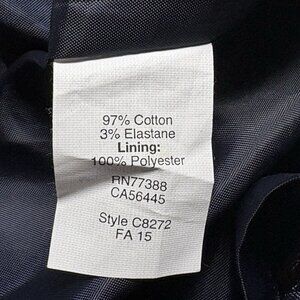 97% Cotton
3% Elastane
Lining:
100% Polyester
RN77388
CA56445
Style C8272
FA 15